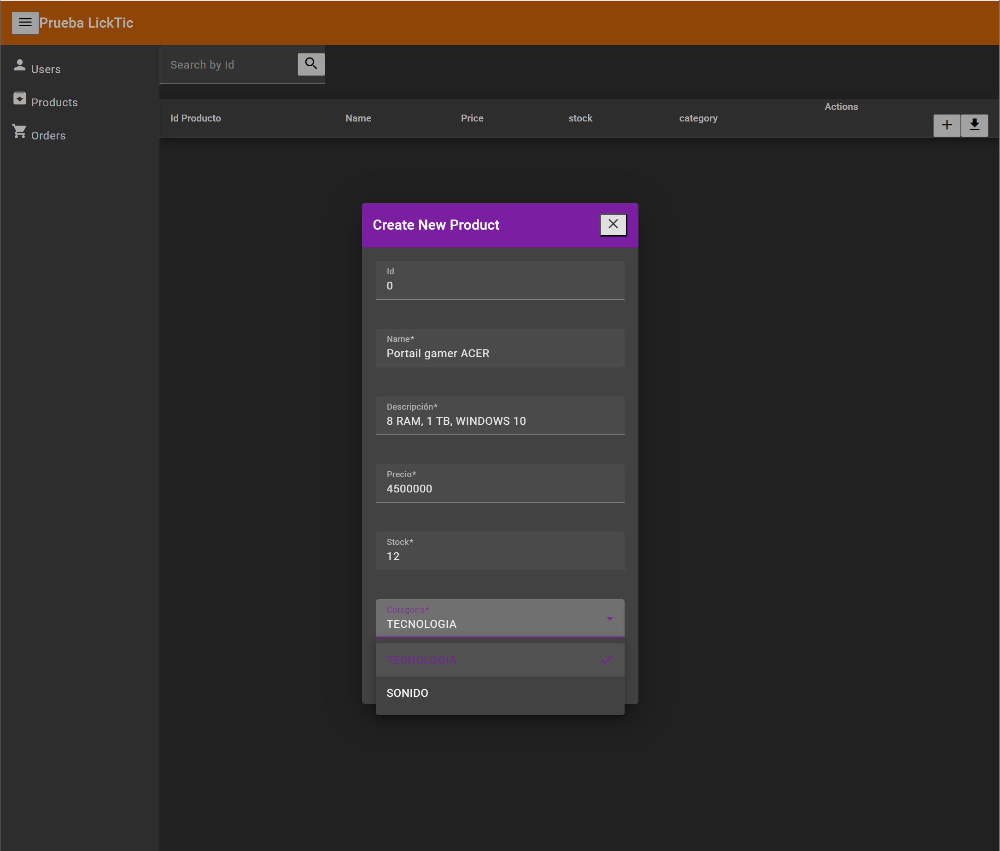 Prueba LickTic
Users
Products
Orders
Search by Id
Id Producto Name Price stock category Actions
Create New Product
Id
0
Name*
Portail gamer ACER
Descripción*
8 RAM, 1 TB, WINDOWS 10
Precio*
4500000
Stock*
12
Categoria*
TECNOLOGIA
TECNOLOGIA
SONIDO